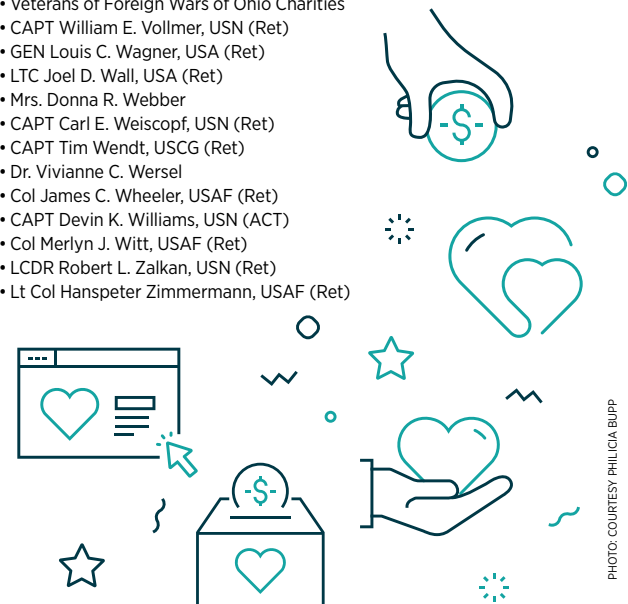 • Veterans of Foreign Wars of Ohio Charities
• CAPT William E. Vollmer, USN (Ret)
• GEN Louis C. Wagner, USA (Ret)
• LTC Joel D. Wall, USA (Ret)
• Mrs. Donna R. Webber
• CAPT Carl E. Weiscopf, USN (Ret)
• CAPT Tim Wendt, USCG (Ret)
• Dr. Vivianne C. Wersel
• Col James C. Wheeler, USAF (Ret)
• CAPT Devin K. Williams, USN (ACT)
• Col Merlyn J. Witt, USAF (Ret)
• LCDR Robert L. Zalkan, USN (Ret)
• Lt Col Hanspeter Zimmermann, USAF (Ret)
$
$
PHOTO: COURTESY PHILICIA BUPP